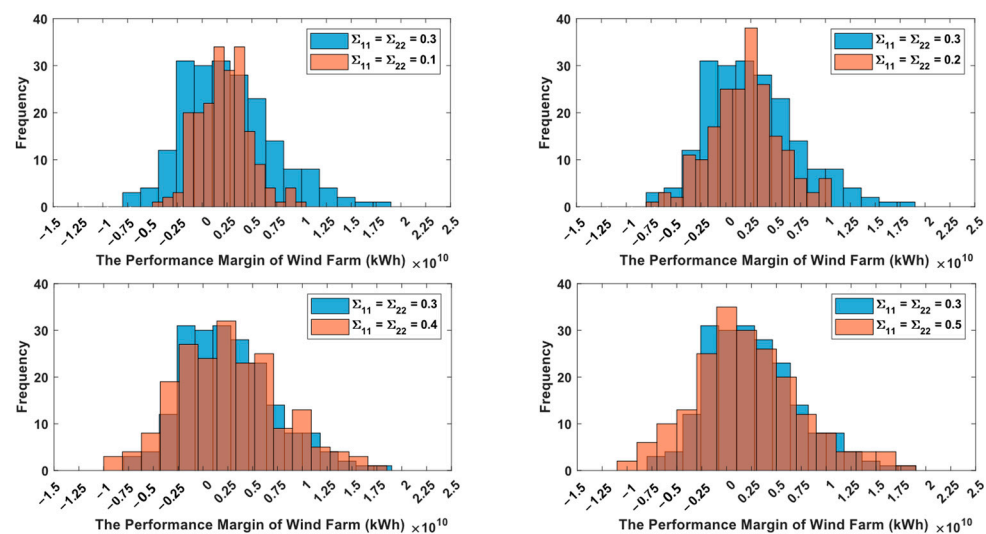 40
30
20
10
0
Frequency
Σ11 = Σ22 = 0.3
Σ11 = Σ22 = 0.1
−1.5 −1.25 −1 −0.75 −0.5 −0.25 0 0.25 0.5 0.75 1 1.25 1.5 1.75 2 2.25 2.5
The Performance Margin of Wind Farm (kWh) ×10^10
40
30
20
10
0
Frequency
Σ11 = Σ22 = 0.3
Σ11 = Σ22 = 0.2
−1.5 −1.25 −1 −0.75 −0.5 −0.25 0 0.25 0.5 0.75 1 1.25 1.5 1.75 2 2.25 2.5
The Performance Margin of Wind Farm (kWh) ×10^10
40
30
20
10
0
Frequency
Σ11 = Σ22 = 0.3
Σ11 = Σ22 = 0.4
−1.5 −1.25 −1 −0.75 −0.5 −0.25 0 0.25 0.5 0.75 1 1.25 1.5 1.75 2 2.25 2.5
The Performance Margin of Wind Farm (kWh) ×10^10
40
30
20
10
0
Frequency
Σ11 = Σ22 = 0.3
Σ11 = Σ22 = 0.5
−1.5 −1.25 −1 −0.75 −0.5 −0.25 0 0.25 0.5 0.75 1 1.25 1.5 1.75 2 2.25 2.5
The Performance Margin of Wind Farm (kWh) ×10^10